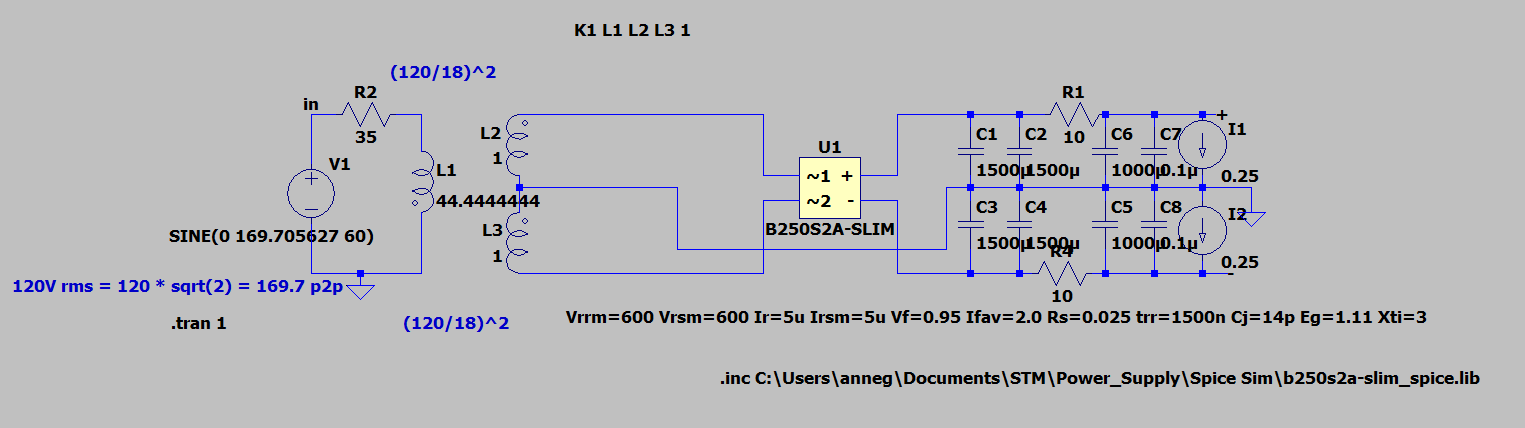 K1 L1 L2 L3 1
(120/18)^2
in
R2
35
V1
SINE(0 169.705627 60)
L1
44.4444444
L2
1
L3
1
U1
~1 +
~2 -
B250S2A-SLIM
C1
1500µ
C2
1500µ
R1
10
C6
1000µ
C7
0.1µ
+
I1
0.25
C3
1500µ
C4
1500µ
R4
10
C5
1000µ
C8
0.1µ
I2
0.25
-
120V rms = 120 * sqrt(2) = 169.7 p2p
.tran 1
(120/18)^2
Vrrm=600 Vrsm=600 Ir=5u Irsm=5u Vf=0.95 Ifav=2.0 Rs=0.025 trr=1500n Cj=14p Eg=1.11 Xti=3
.inc C:\Users\anneg\Documents\STM\Power_Supply\Spice Sim\b250s2a-slim_spice.lib